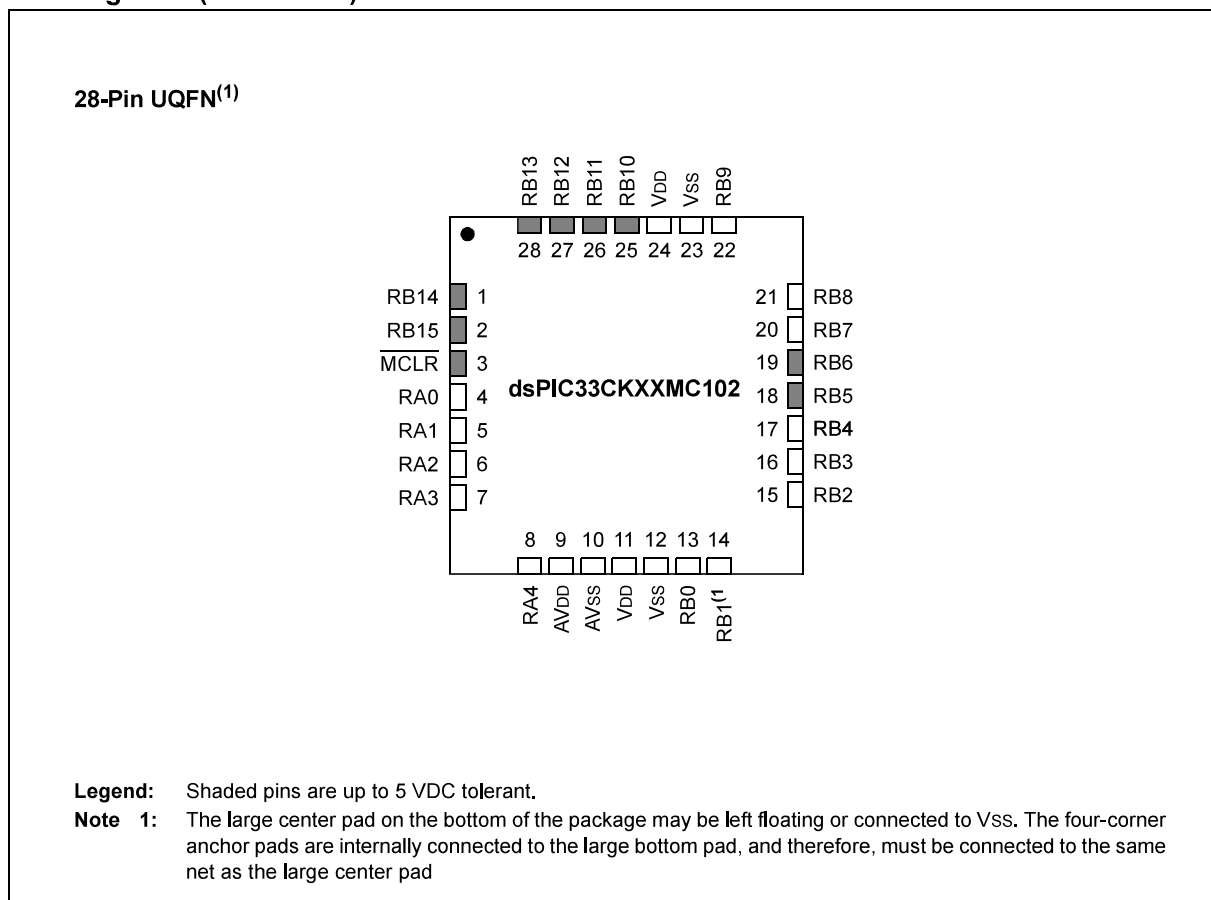 28-Pin UQFN(1)
RB13
RB12
RB11
RB10
VDD
VSS
RB9
28 27 26 25 24 23 22
RB14 1
RB15 2
MCLR 3
RA0 4
RA1 5
RA2 6
RA3 7
dsPIC33CKXXMC102
21 RB8
20 RB7
19 RB6
18 RB5
17 RB4
16 RB3
15 RB2
8 9 10 11 12 13 14
RA4
AVDD
AVSS
VDD
VSS
RB0
RB1(1
Legend: Shaded pins are up to 5 VDC tolerant.
Note 1: The large center pad on the bottom of the package may be left floating or connected to VSS. The four-corner
anchor pads are internally connected to the large bottom pad, and therefore, must be connected to the same
net as the large center pad